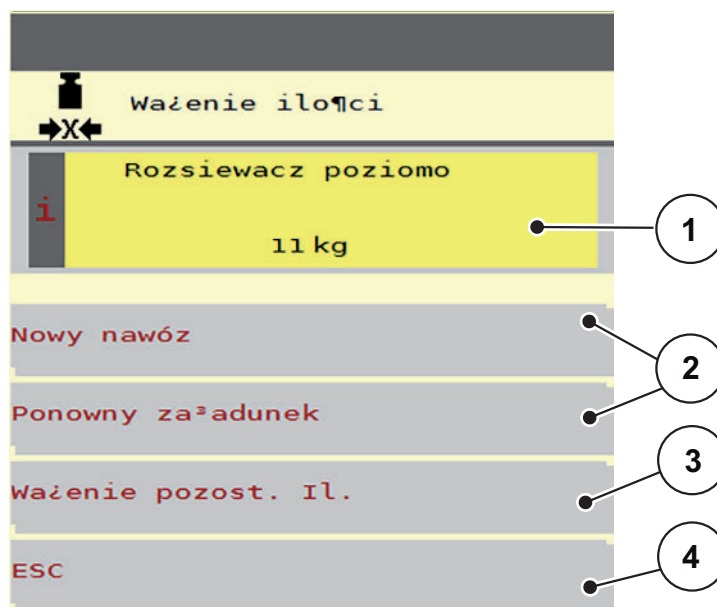 Wa¿enie ilo¶ci
➡X⬅
Rozsiewacz poziomo
i
11 kg
1
Nowy nawóz
2
Ponowny za³adunek
3
Wa¿enie pozost. Il.
4
ESC